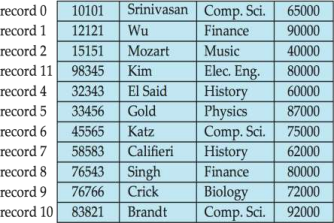 record 0 10101 Srinivasan Comp. Sci. 65000
record 1 12121 Wu Finance 90000
record 2 15151 Mozart Music 40000
record 11 98345 Kim Elec. Eng. 80000
record 4 32343 El Said History 60000
record 5 33456 Gold Physics 87000
record 6 45565 Katz Comp. Sci. 75000
record 7 58583 Califieri History 62000
record 8 76543 Singh Finance 80000
record 9 76766 Crick Biology 72000
record 10 83821 Brandt Comp. Sci. 92000